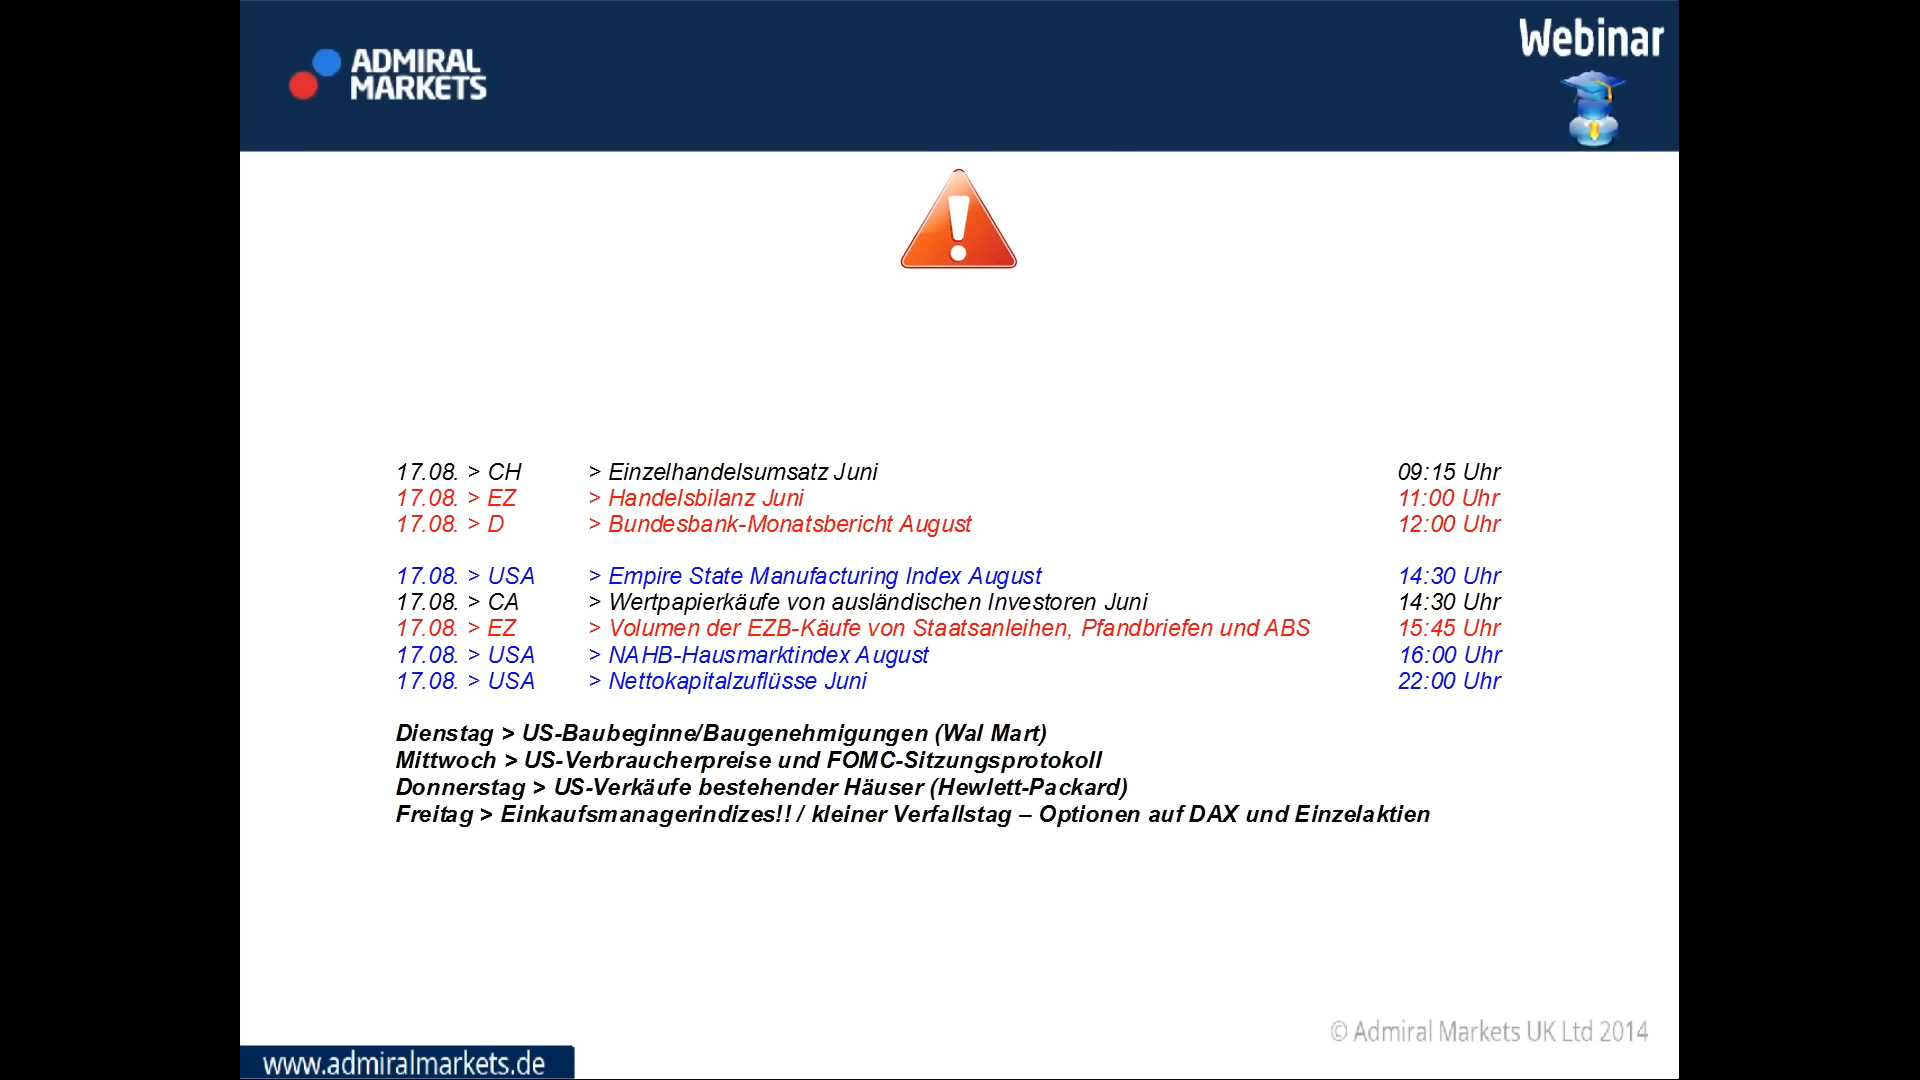 ADMIRAL
MARKETS
Webinar
17.08. > CH > Einzelhandelsumsatz Juni 09:15 Uhr
17.08. > EZ > Handelsbilanz Juni 11:00 Uhr
17.08. > D > Bundesbank-Monatsbericht August 12:00 Uhr
17.08. > USA > Empire State Manufacturing Index August 14:30 Uhr
17.08. > CA > Wertpapierkäufe von ausländischen Investoren Juni 14:30 Uhr
17.08. > EZ > Volumen der EZB-Käufe von Staatsanleihen, Pfandbriefen und ABS 15:45 Uhr
17.08. > USA > NAHB-Hausmarktindex August 16:00 Uhr
17.08. > USA > Nettokapitalzuflüsse Juni 22:00 Uhr
Dienstag > US-Baubeginne/Baugenehmigungen (Wal Mart)
Mittwoch > US-Verbraucherpreise und FOMC-Sitzungsprotokoll
Donnerstag > US-Verkäufe bestehender Häuser (Hewlett-Packard)
Freitag > Einkaufsmanagerindizes!! / kleiner Verfallstag – Optionen auf DAX und Einzelaktien
© Admiral Markets UK Ltd 2014
www.admiralmarkets.de